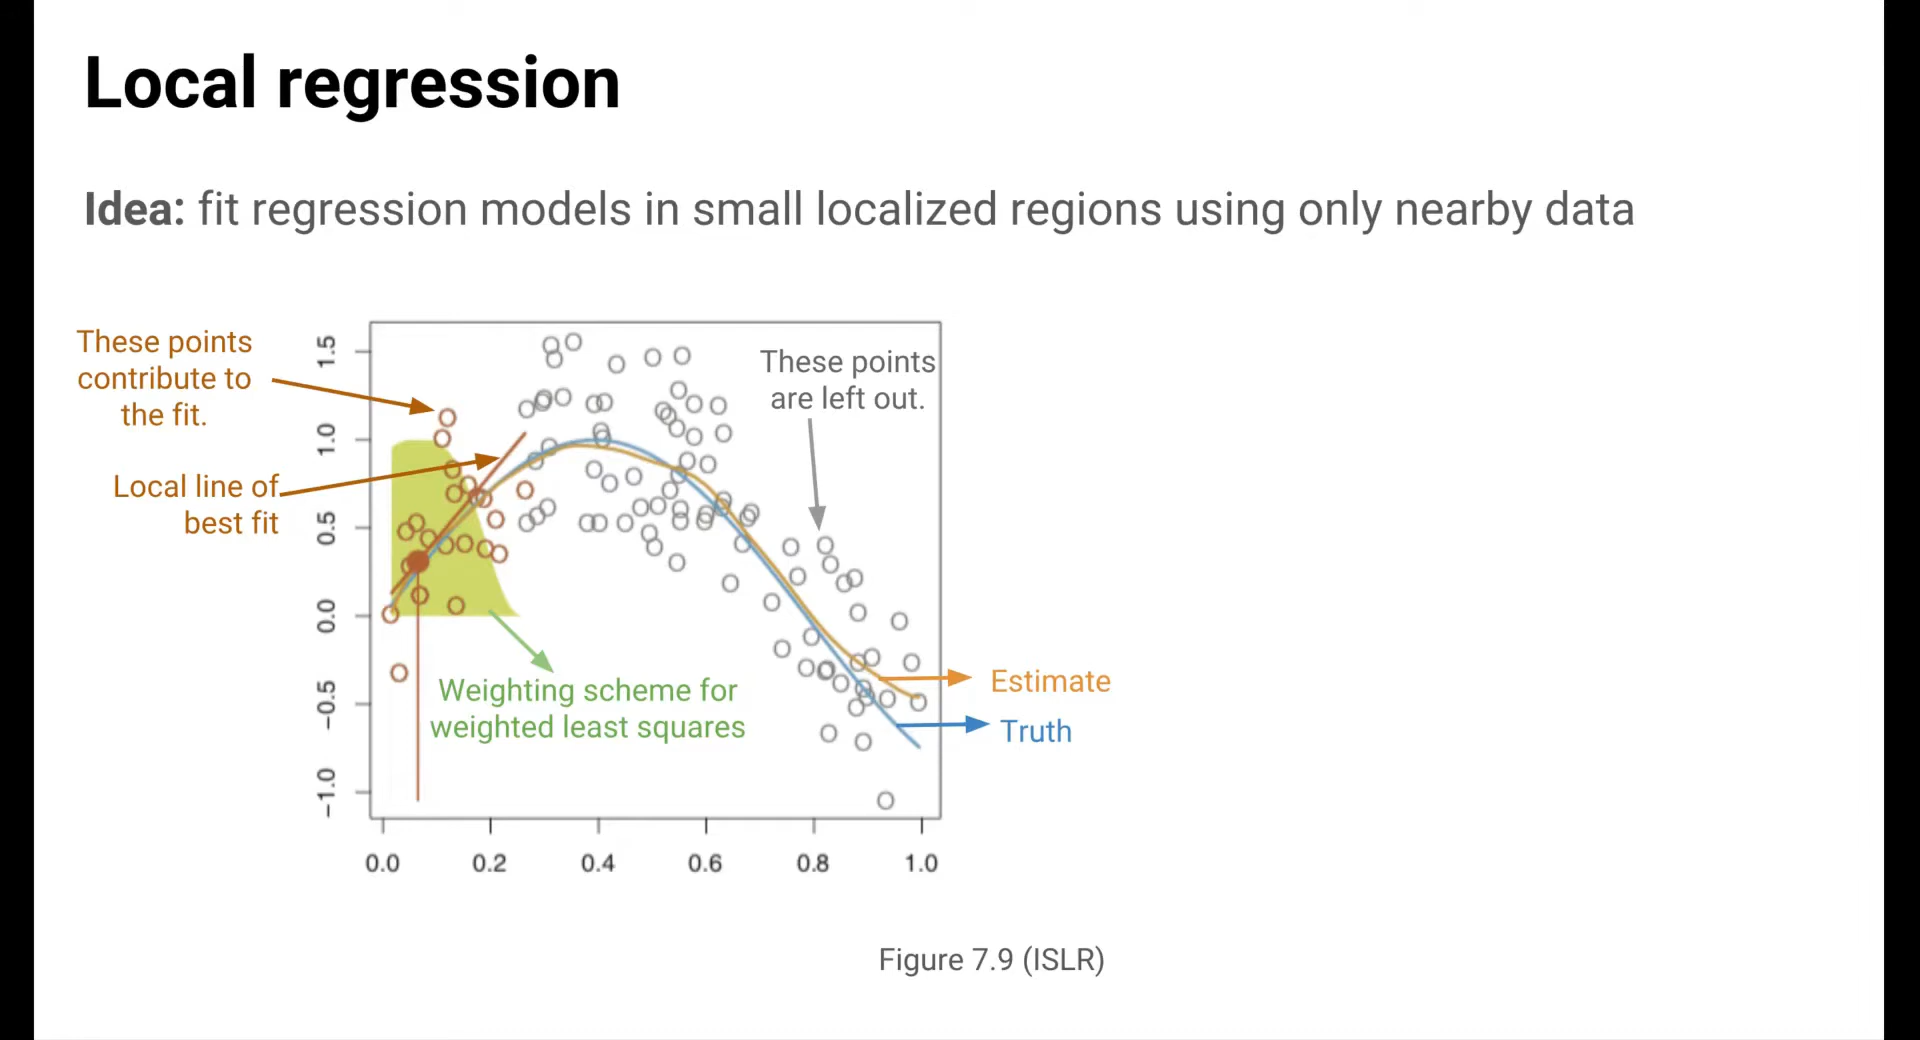 Local regression
Idea: fit regression models in small localized regions using only nearby data
These points
contribute to
the fit.
Local line of
best fit
1.5
1.0
0.5
0.0
−0.5
−1.0
These points
are left out.
Weighting scheme for
weighted least squares
Estimate
Truth
0.0 0.2 0.4 0.6 0.8 1.0
Figure 7.9 (ISLR)